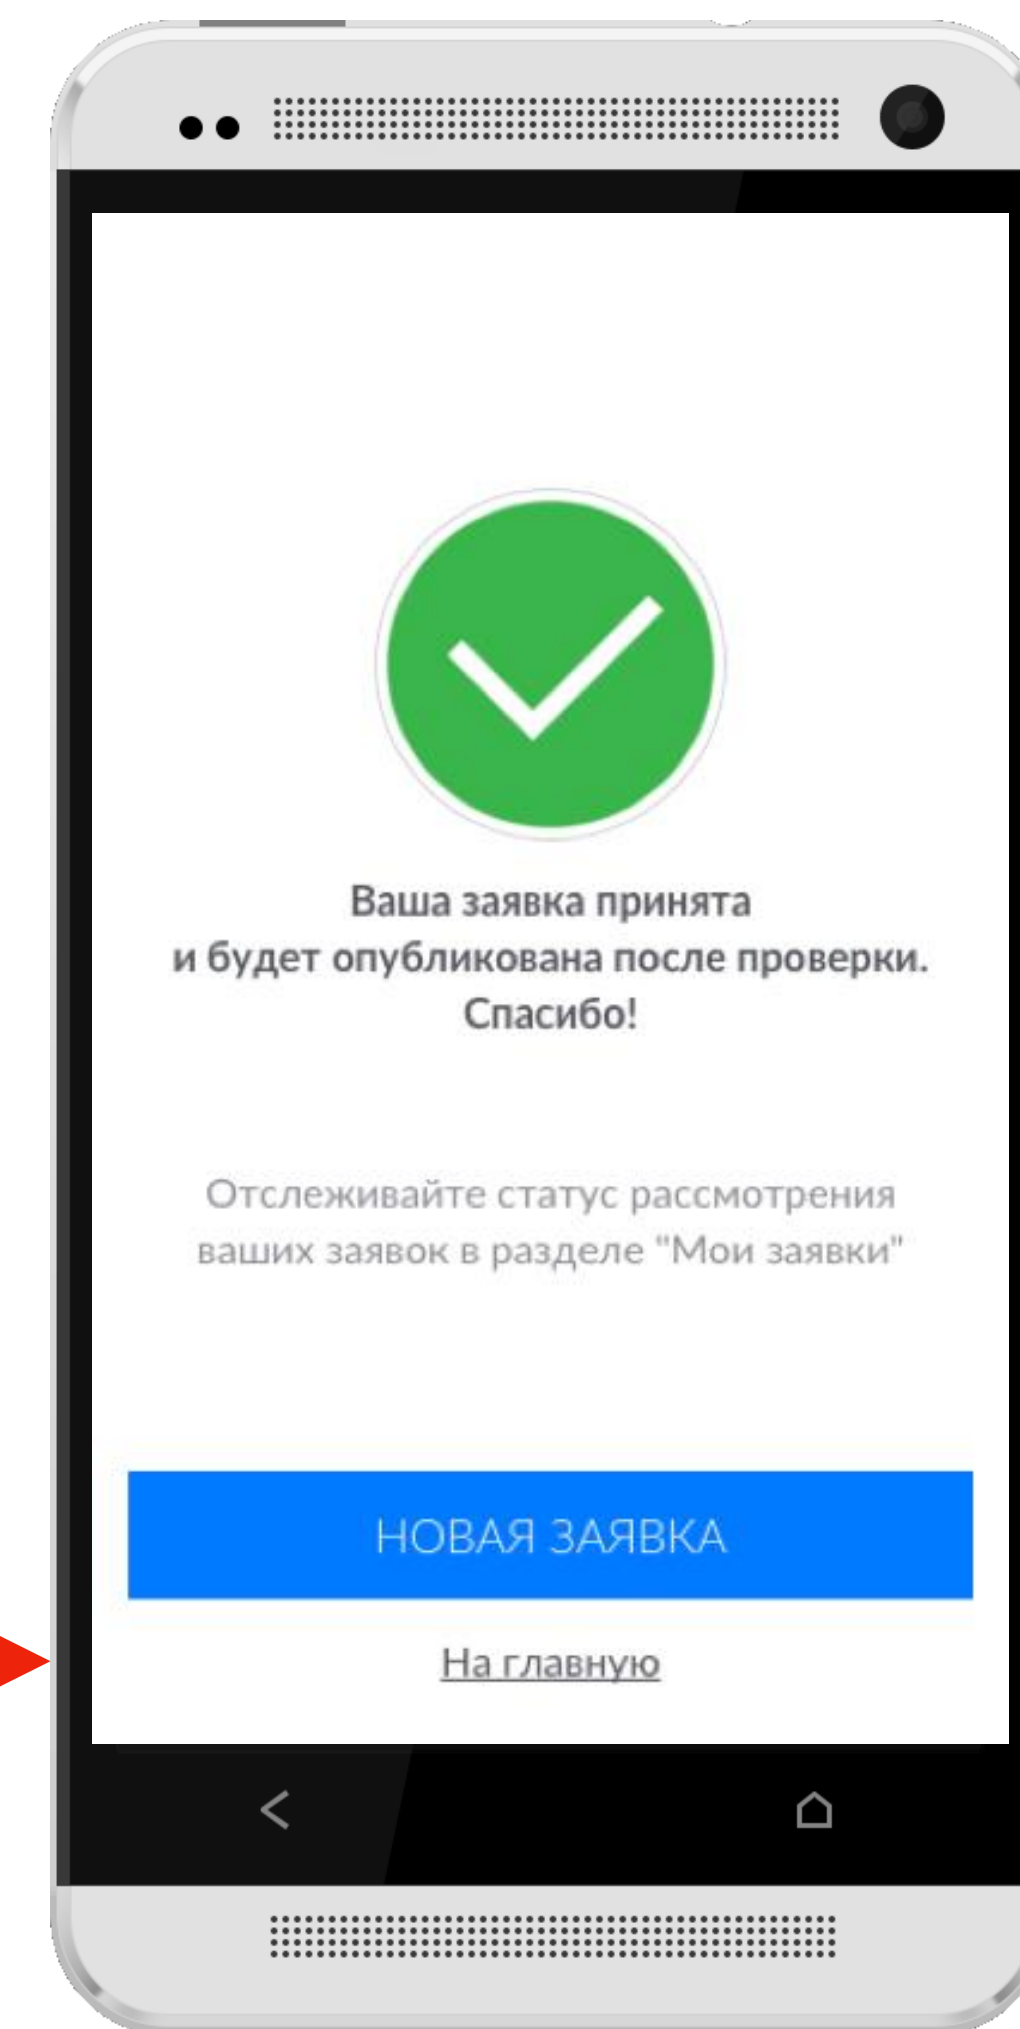 Ваша заявка принята
и будет опубликована после проверки.
Спасибо!
Отслеживайте статус рассмотрения
ваших заявок в разделе "Мои заявки"
НОВАЯ ЗАЯВКА
На главную